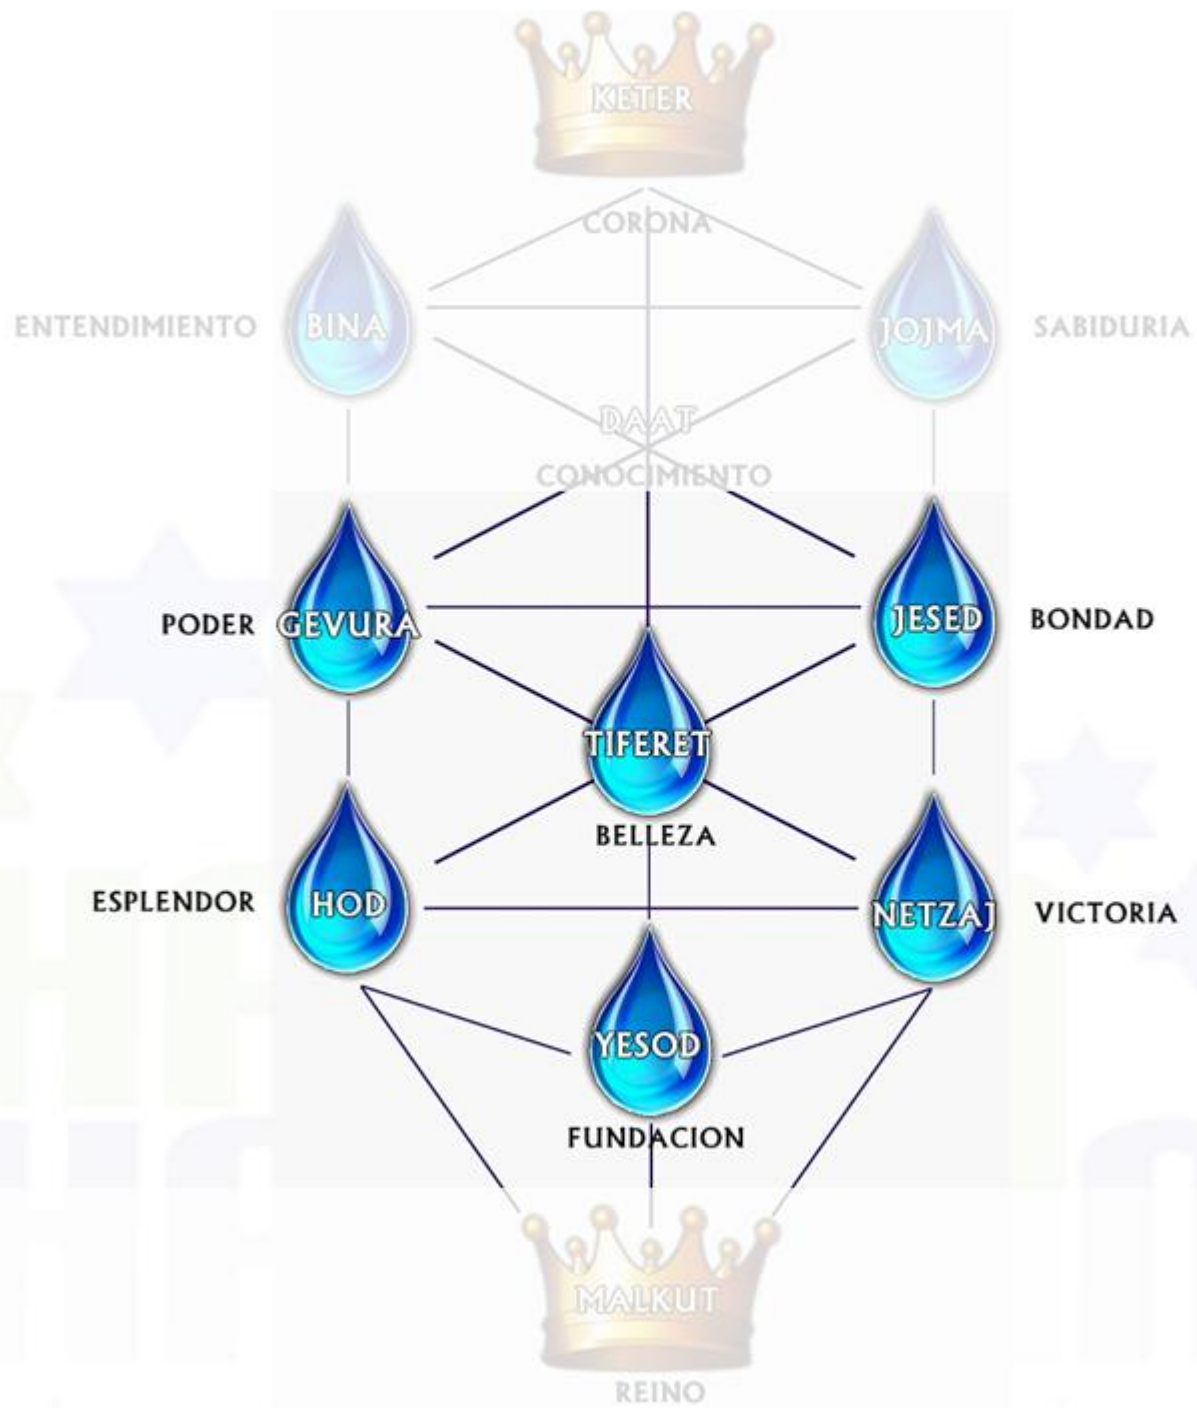 KETER
CORONA
ENTENDIMIENTO BINA JOJMA SABIDURIA
DAAT
CONOCIMIENTO
PODER GEVURA JESED BONDAD
TIFERET
BELLEZA
ESPLENDOR HOD NETZAJ VICTORIA
YESOD
FUNDACION
MALKUT
REINO